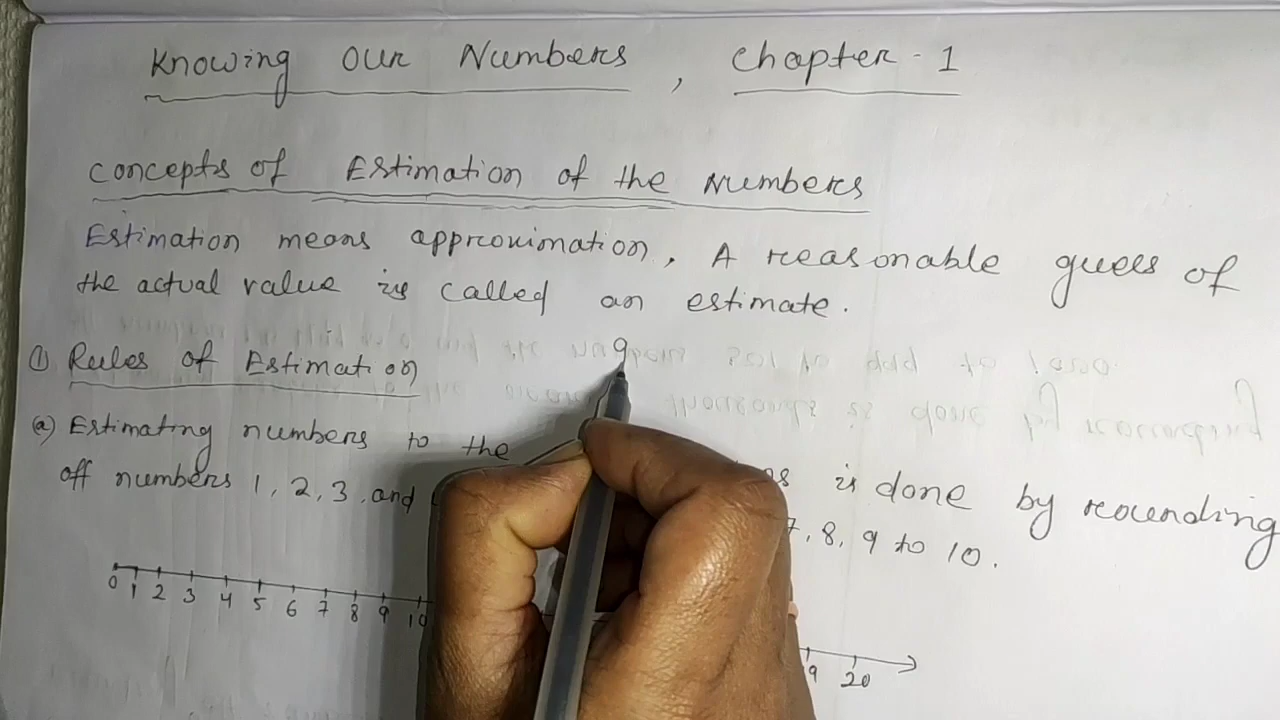 Knowing Our Numbers, Chapter - 1
Concepts of Estimation of the Numbers
Estimation means approximation. A reasonable guess of
the actual value is called an estimate.
① Rules of Estimation 9
(a) Estimating numbers to the is done by rounding
off numbers 1, 2, 3, and 7, 8, 9 to 10.
0 1 2 3 4 5 6 7 8 9 10 19 20